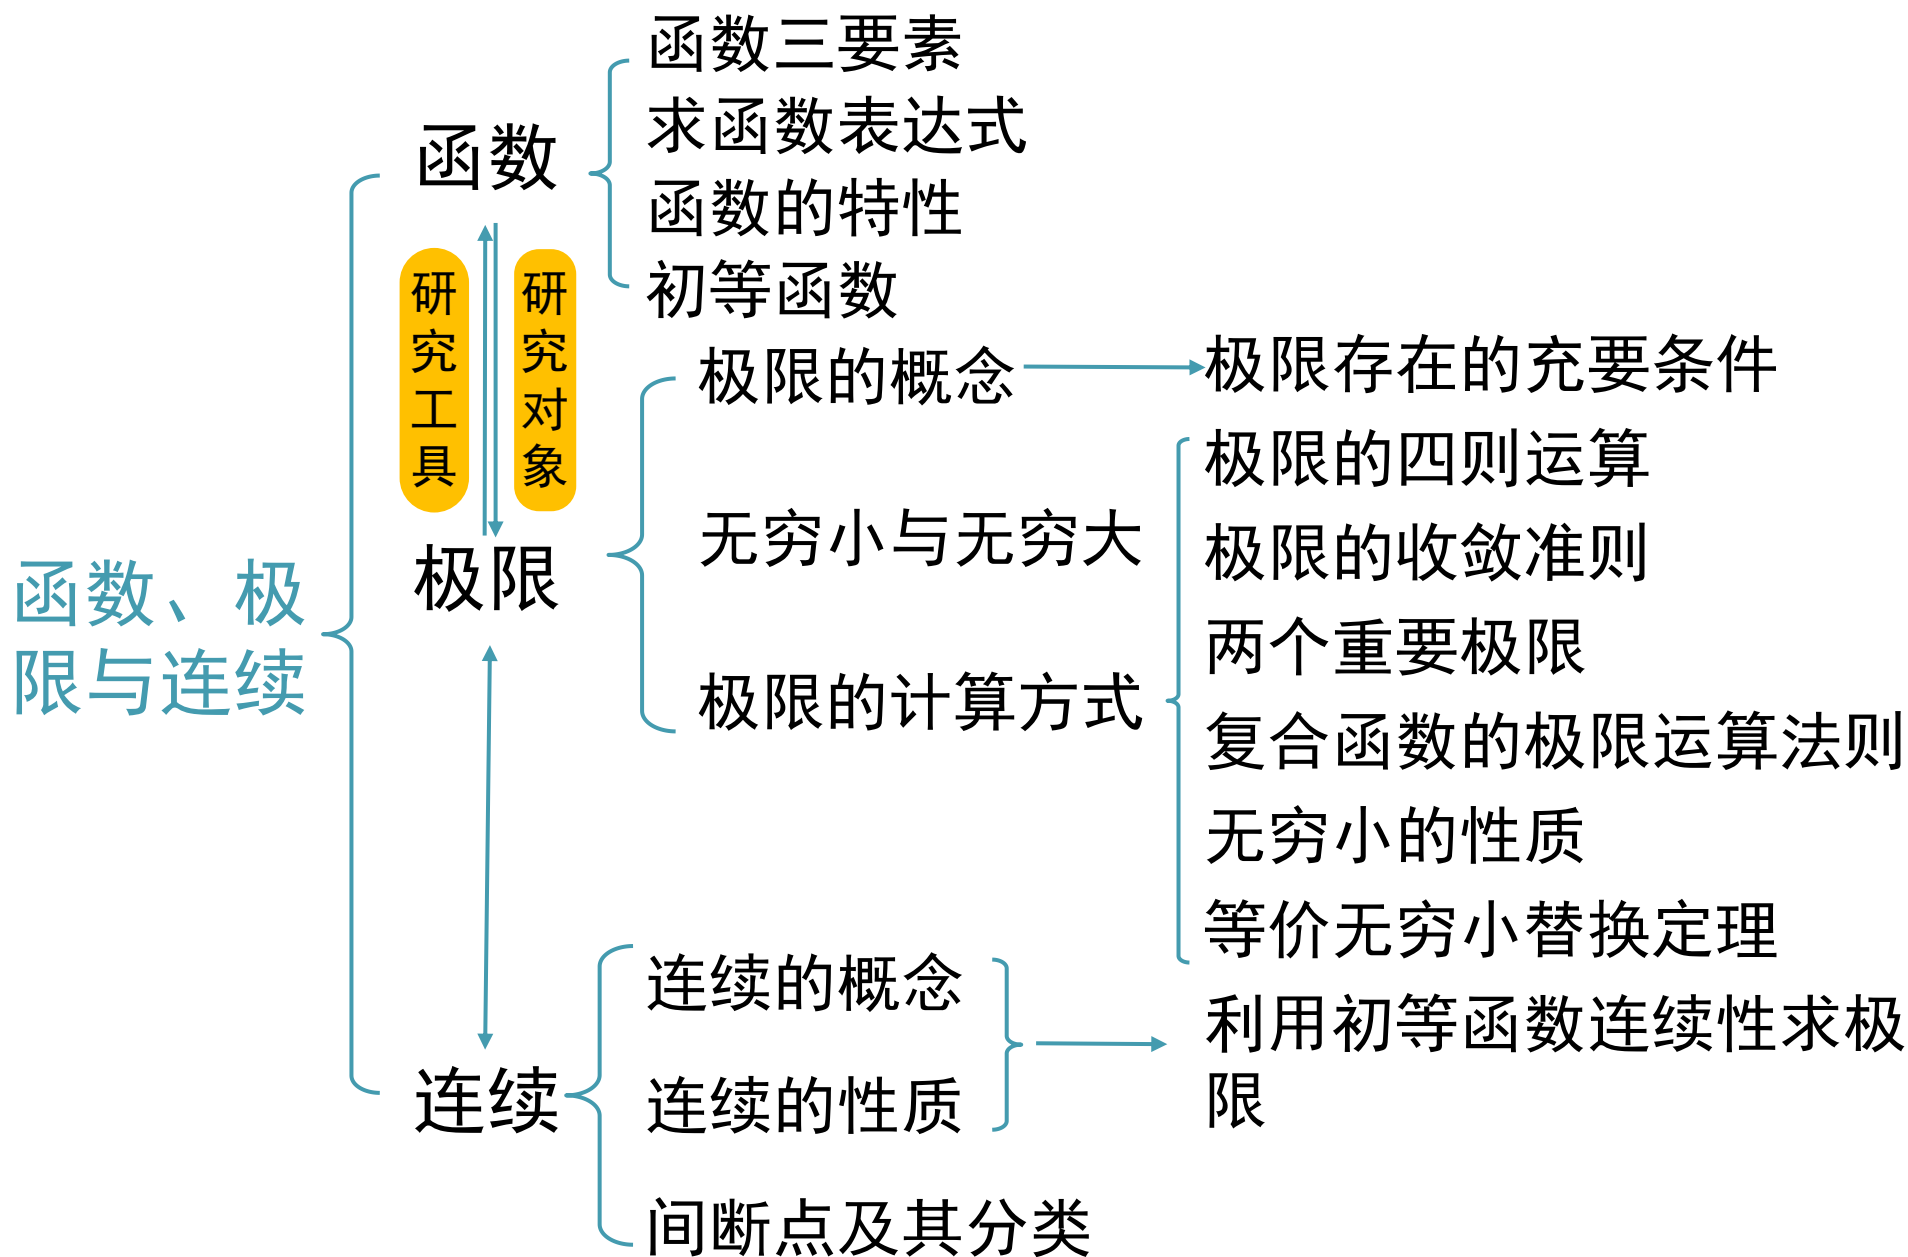 函数、极
限与连续
函数
研究工具
研究对象
极限
连续
函数三要素
求函数表达式
函数的特性
初等函数
极限的概念
无穷小与无穷大
极限的计算方式
极限存在的充要条件
极限的四则运算
极限的收敛准则
两个重要极限
复合函数的极限运算法则
无穷小的性质
等价无穷小替换定理
利用初等函数连续性求极
限
连续的概念
连续的性质
间断点及其分类